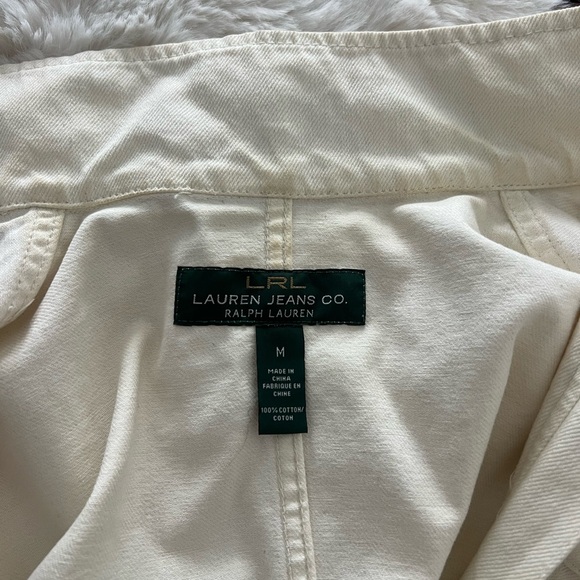 LRL
LAUREN JEANS CO.
RALPH LAUREN
M
MADE IN
CHINA
FABRIQUE EN
CHINE
100% COTTON/
COTON